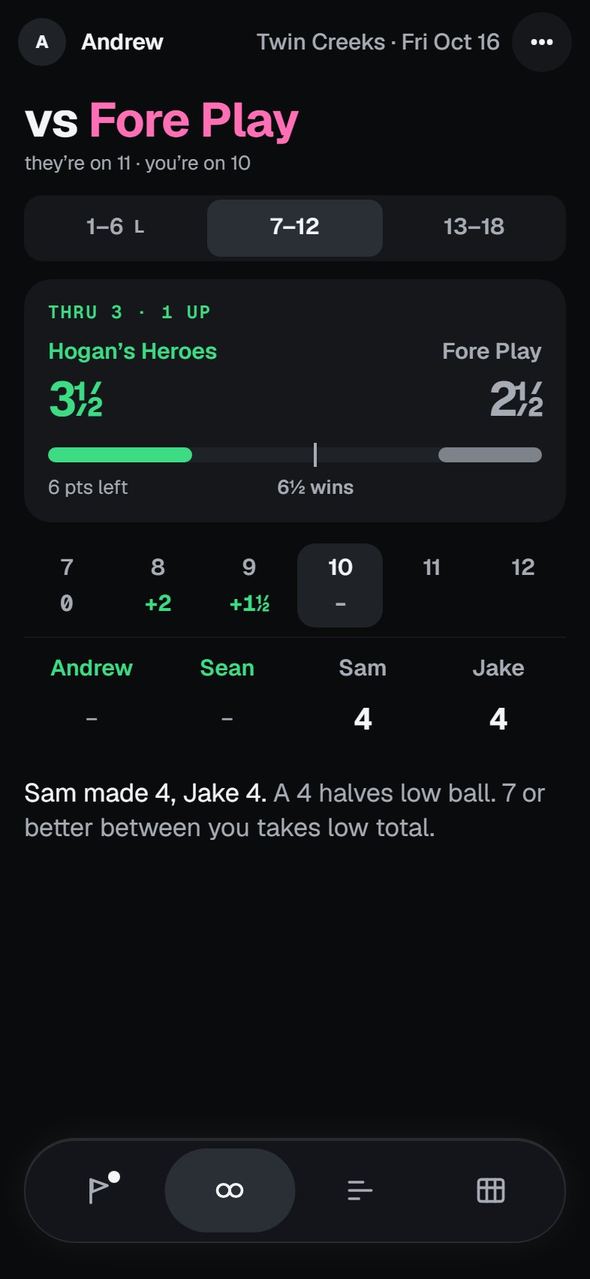 A Andrew Twin Creeks · Fri Oct 16
vs Fore Play
they’re on 11 · you’re on 10
1–6 L 7–12 13–18
THRU 3 · 1 UP
Hogan’s Heroes Fore Play
3½ 2½
6 pts left 6½ wins
7 8 9 10 11 12
0 +2 +1½ –
Andrew Sean Sam Jake
– – 4 4
Sam made 4, Jake 4. A 4 halves low ball. 7 or
better between you takes low total.